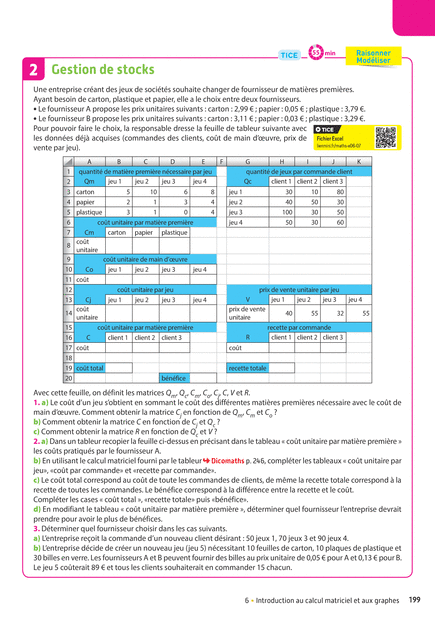 TICE
55 min
Raisonner
Modéliser
2 Gestion de stocks
Une entreprise créant des jeux de sociétés souhaite changer de fournisseur de matières premières.
Ayant besoin de carton, plastique et papier, elle a le choix entre deux fournisseurs.
• Le fournisseur A propose les prix unitaires suivants : carton : 2,99 € ; papier : 0,05 € ; plastique : 3,79 €.
• Le fournisseur B propose les prix unitaires suivants : carton : 3,11 € ; papier : 0,03 € ; plastique : 3,29 €.
Pour pouvoir faire le choix, la responsable dresse la feuille de tableur suivante avec
les données déjà acquises (commandes des clients, coûts de main d'œuvre, prix de
vente par jeu).
TICE
Fichier Excel
A B C D E F G H I J K
1 quantité de matière première nécessaire par jeu quantité de jeux par commande client
2 Qm jeu 1 jeu 2 jeu 3 jeu 4 Qc client 1 client 2 client 3
3 carton 5 10 6 8 jeu 1 30 10 80
4 papier 2 1 3 4 jeu 2 40 50 30
5 plastique 3 1 0 4 jeu 3 100 30 50
6 coût unitaire par matière première jeu 4 50 30 60
7 Cm carton papier plastique
8 coût unitaire
9 coût unitaire de main d'œuvre
10 Co jeu 1 jeu 2 jeu 3 jeu 4
11 coût
12 coût unitaire par jeu prix de vente unitaire par jeu
13 Cj jeu 1 jeu 2 jeu 3 jeu 4 V jeu 1 jeu 2 jeu 3 jeu 4
14 coût unitaire prix de vente unitaire 40 55 32 55
15 coût unitaire par matière première recette par commande
16 C client 1 client 2 client 3 R client 1 client 2 client 3
17 coût coût
18
19 coût total recette totale
20 bénéfice
Avec cette feuille, on définit les matrices Qm, Qc, Cm, Co, Cj, C, V et R.
1. a) Le coût d'un jeu s'obtient en sommant le coût des différentes matières premières nécessaire avec le coût de
main d'œuvre. Comment obtenir la matrice Cj en fonction de Qm, Cm et Co ?
b) Comment obtenir la matrice C en fonction de Cj et Qc ?
c) Comment obtenir la matrice R en fonction de Qc et V ?
2. a) Dans un tableur recopier la feuille ci-dessus en précisant dans le tableau « coût unitaire par matière première »
les coûts pratiqués par le fournisseur A.
b) En utilisant le calcul matriciel fourni par le tableur Dicomaths p. 246, compléter les tableaux « coût unitaire par
jeu», «coût par commande» et «recette par commande».
c) Le coût total correspond au coût de toute les commandes de clients, de même la recette totale correspond à la
recette de toutes les commandes. Le bénéfice correspond à la différence entre la recette et le coût.
Compléter les cases « coût total », «recette totale» puis «bénéfice».
d) En modifiant le tableau « coût unitaire par matière première », déterminer quel fournisseur l'entreprise devrait
prendre pour avoir le plus de bénéfices.
3. Déterminer quel fournisseur choisir dans les cas suivants.
a) L'entreprise reçoit la commande d'un nouveau client désirant : 50 jeux 1, 70 jeux 3 et 90 jeux 4.
b) L'entreprise décide de créer un nouveau jeu (jeu 5) nécessitant 10 feuilles de carton, 10 plaques de plastique et
30 billes en verre. Les fournisseurs A et B peuvent fournir des billes au prix unitaire de 0,05 € pour A et 0,13 € pour B.
Le jeu 5 coûterait 89 € et tous les clients souhaiteraient en commander 15 chacun.
6 – Introduction au calcul matriciel et aux graphes 199